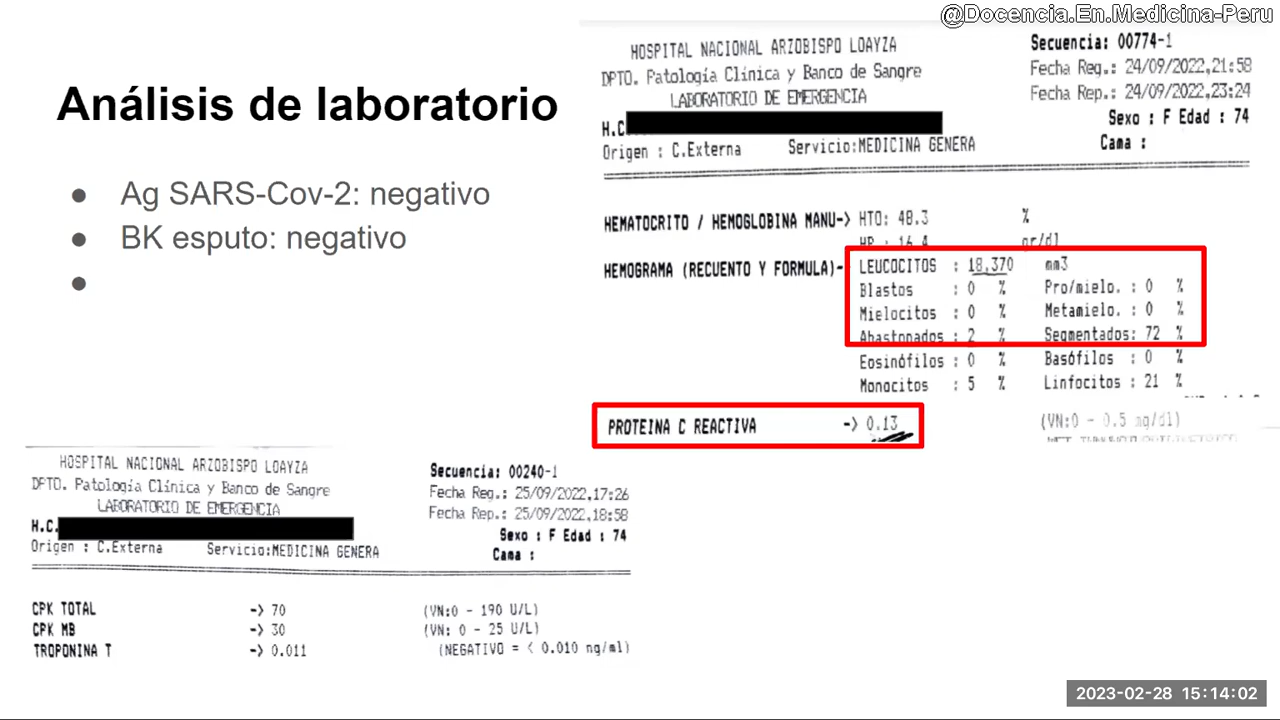 @Docencia.En.Medicina-Peru
Análisis de laboratorio
● Ag SARS-Cov-2: negativo
● BK esputo: negativo
●
HOSPITAL NACIONAL ARZOBISPO LOAYZA
DPTO. Patología Clínica y Banco de Sangre
LABORATORIO DE EMERGENCIA
H.C.
Origen : C.Externa Servicio:MEDICINA GENERA
Secuencia: 00774-1
Fecha Reg.: 24/09/2022,21:58
Fecha Rep.: 24/09/2022,23:24
Sexo : F Edad : 74
Cama :
HEMATOCRITO / HEMOGLOBINA MANU-> HTO: 48.3 %
HB : 16.4 gr/dl
HEMOGRAMA (RECUENTO Y FORMULA)- LEUCOCITOS : 18,370 mm3
Blastos : 0 % Pro/mielo. : 0 %
Mielocitos : 0 % Metamielo. : 0 %
Abastonados : 2 % Segmentados: 72 %
Eosinófilos : 0 % Basófilos : 0 %
Monocitos : 5 % Linfocitos : 21 %
PROTEINA C REACTIVA -> 0.13 (VN:0 - 0.5 mg/dl)
HOSPITAL NACIONAL ARZOBISPO LOAYZA
DPTO. Patología Clínica y Banco de Sangre
LABORATORIO DE EMERGENCIA
H.C.
Origen : C.Externa Servicio:MEDICINA GENERA
Secuencia: 00240-1
Fecha Reg.: 25/09/2022,17:26
Fecha Rep.: 25/09/2022,18:58
Sexo : F Edad : 74
Cama :
CPK TOTAL -> 70 (VN:0 - 190 U/L)
CPK MB -> 30 (VN: 0 - 25 U/L)
TROPONINA T -> 0.011 (NEGATIVO = < 0.010 ng/ml)
2023-02-28 15:14:02